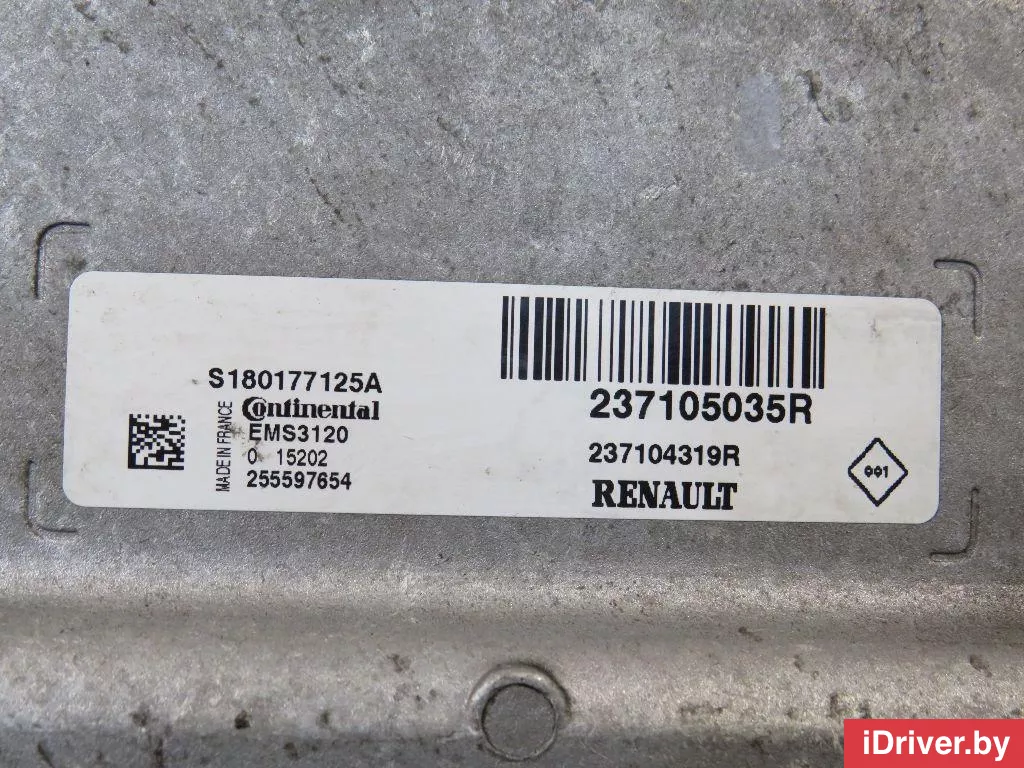 S180177125A
Continental
EMS3120
0 15202
255597654
MADE IN FRANCE
237105035R
237104319R
RENAULT
001
iDriver.by